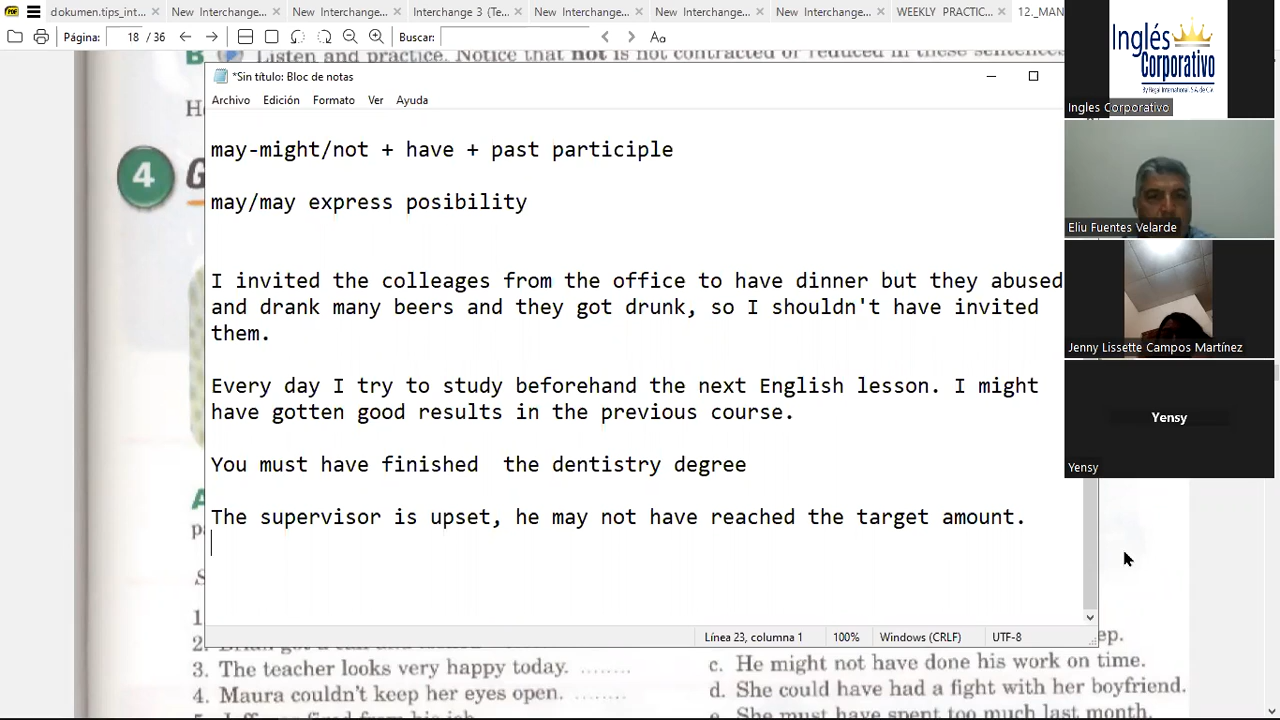 dokumen.tips_int...
New Interchange...
New Interchange...
Interchange 3 (Te...
New Interchange...
New Interchange...
New Interchange...
WEEKLY PRACTIC...
12._MAN
Página: 18 / 36
Buscar:
Listen and practice. Notice that not is not contracted or reduced in these sentences
*Sin título: Bloc de notas
Archivo Edición Formato Ver Ayuda
4
may-might/not + have + past participle
may/may express posibility
I invited the colleages from the office to have dinner but they abused
and drank many beers and they got drunk, so I shouldn't have invited
them.
Every day I try to study beforehand the next English lesson. I might
have gotten good results in the previous course.
You must have finished  the dentistry degree
The supervisor is upset, he may not have reached the target amount.
Línea 23, columna 1 100% Windows (CRLF) UTF-8
3. The teacher looks very happy today. ........
4. Maura couldn't keep her eyes open. ........
c. He might not have done his work on time.
d. She could have had a fight with her boyfriend.
e. She must have spent too much last month.
Inglés
Corporativo
Ingles Corporativo
Eliu Fuentes Velarde
Jenny Lissette Campos Martínez
Yensy
Yensy